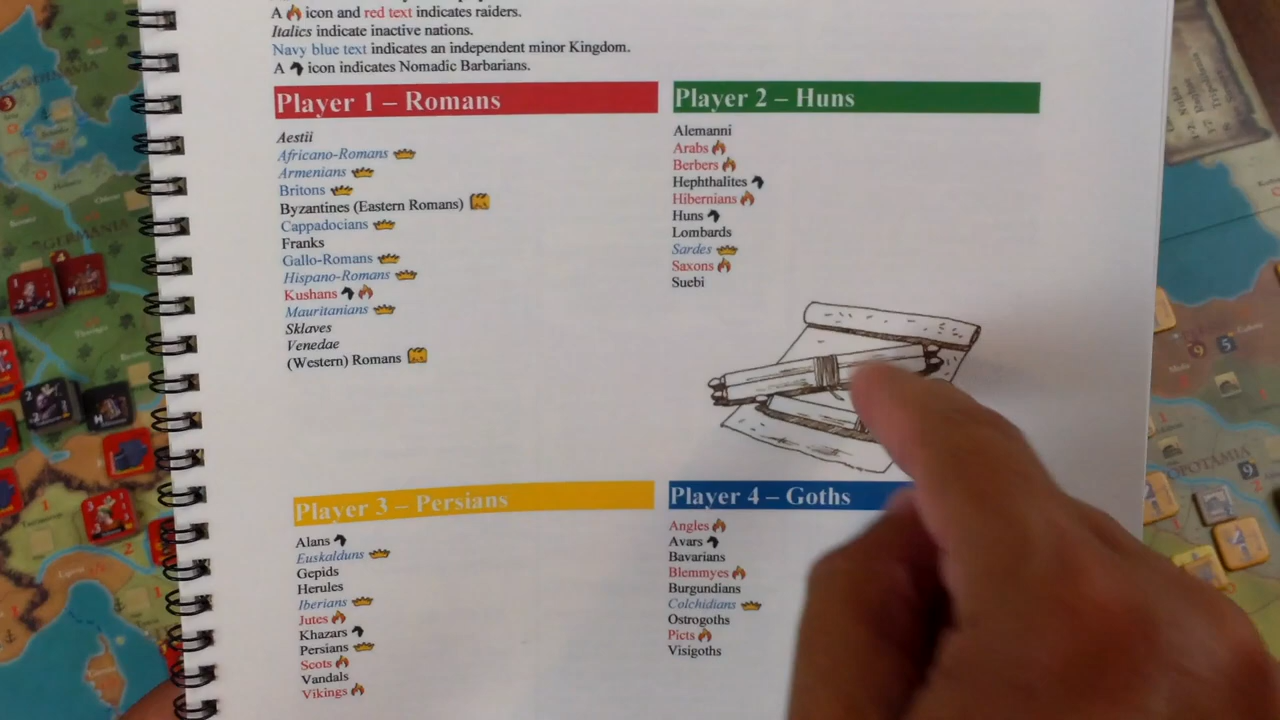 A icon and red text indicates raiders.
Italics indicate inactive nations.
Navy blue text indicates an independent minor Kingdom.
A icon indicates Nomadic Barbarians.
Player 1 – Romans
Aestii
Africano-Romans
Armenians
Britons
Byzantines (Eastern Romans)
Cappadocians
Franks
Gallo-Romans
Hispano-Romans
Kushans
Mauritanians
Sklaves
Venedae
(Western) Romans
Player 2 – Huns
Alemanni
Arabs
Berbers
Hephthalites
Hibernians
Huns
Lombards
Sardes
Saxons
Suebi
Player 3 – Persians
Alans
Euskalduns
Gepids
Herules
Iberians
Jutes
Khazars
Persians
Scots
Vandals
Vikings
Player 4 – Goths
Angles
Avars
Bavarians
Blemmyes
Burgundians
Colchidians
Ostrogoths
Picts
Visigoths
GERMANIA